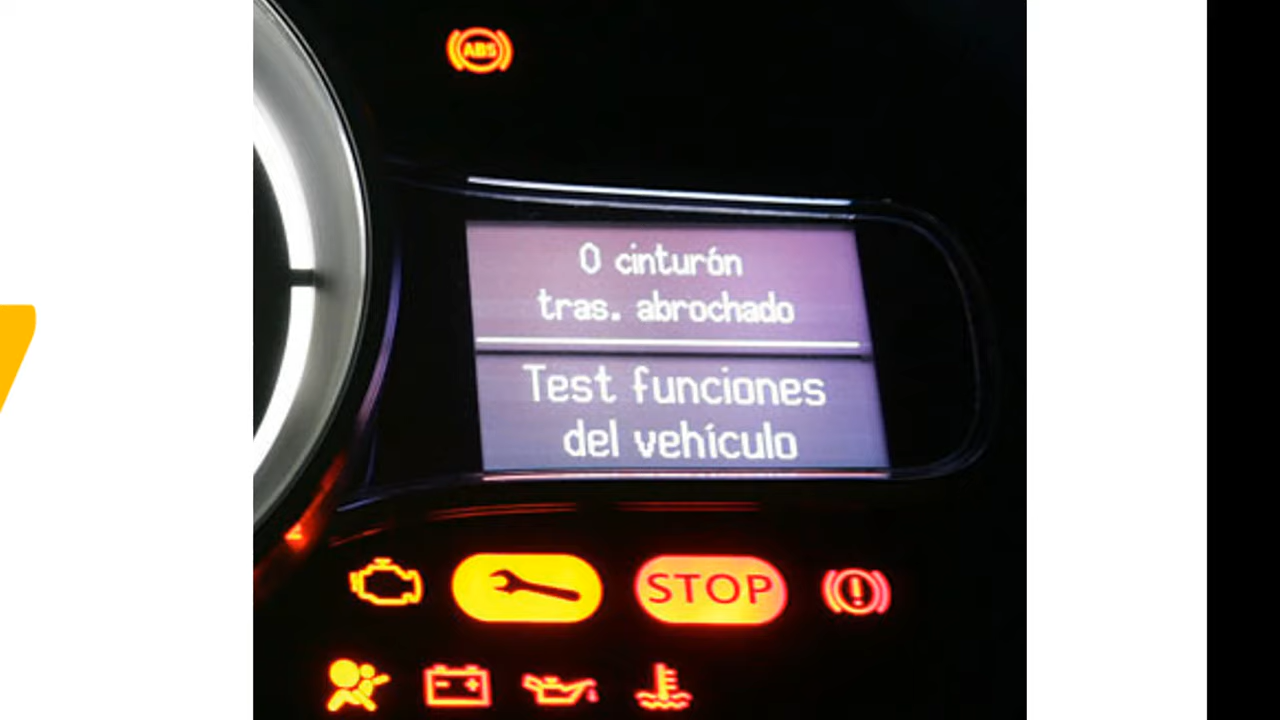 ABS
0 cinturón
tras. abrochado
Test funciones
del vehículo
STOP